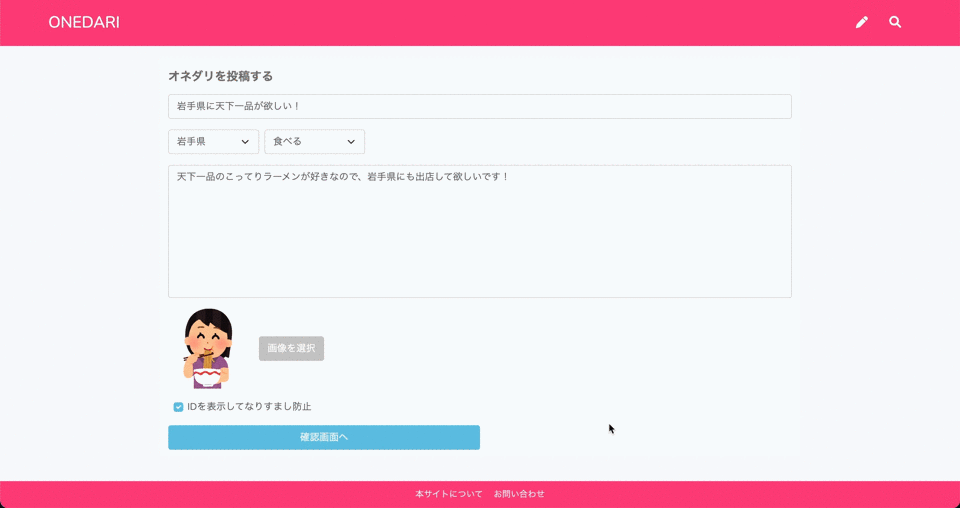 ONEDARI
オネダリを投稿する
岩手県に天下一品が欲しい！
岩手県 食べる
天下一品のこってりラーメンが好きなので、岩手県にも出店して欲しいです！
画像を選択
IDを表示してなりすまし防止
確認画面へ
本サイトについて お問い合わせ